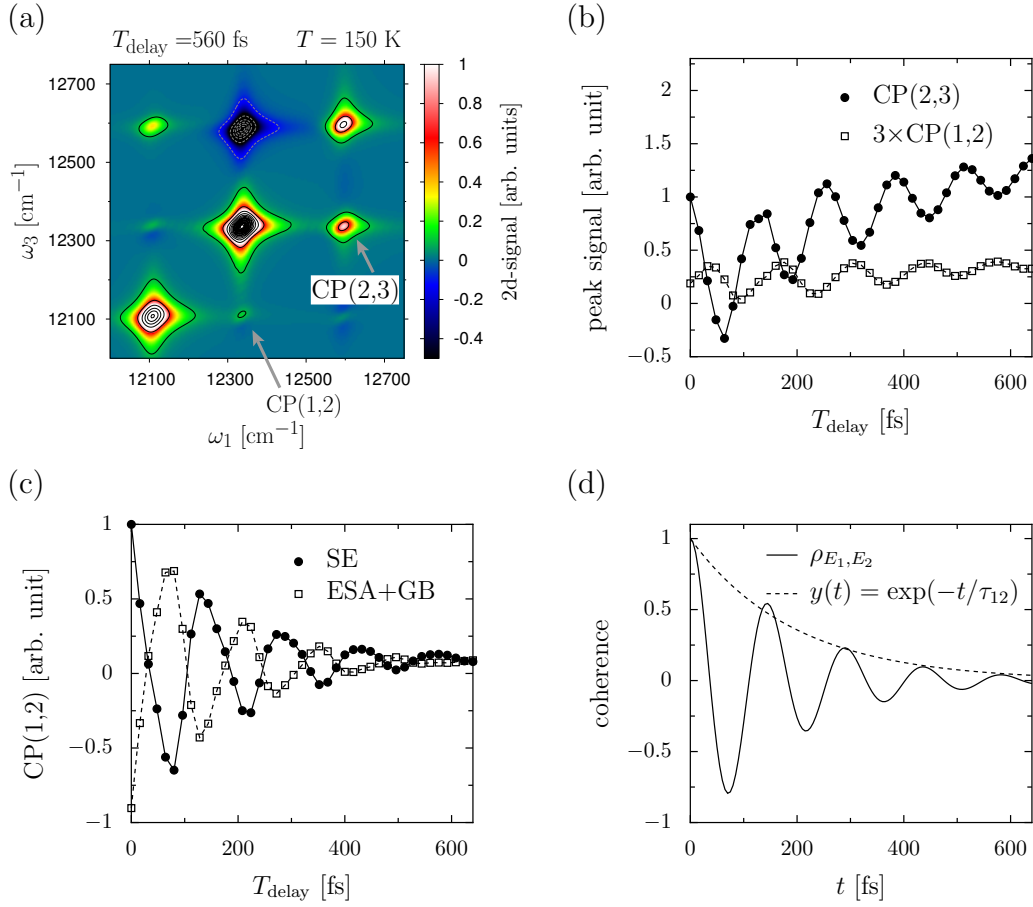 (a)
T_delay =560 fs T = 150 K
12700
12500
12300
12100
ω₃ [cm⁻¹]
12100 12300 12500 12700
ω₁ [cm⁻¹]
CP(2,3)
CP(1,2)
1
0.8
0.6
0.4
0.2
0
-0.2
-0.4
2d-signal [arb. units]
(b)
2
1.5
1
0.5
0
−0.5
peak signal [arb. unit]
CP(2,3)
3×CP(1,2)
0 200 400 600
T_delay [fs]
(c)
1
0.5
0
−0.5
−1
CP(1,2) [arb. unit]
SE
ESA+GB
0 200 400 600
T_delay [fs]
(d)
1
0.5
0
−0.5
−1
coherence
ρ_{E₁,E₂}
y(t) = exp(−t/τ₁₂)
0 200 400 600
t [fs]